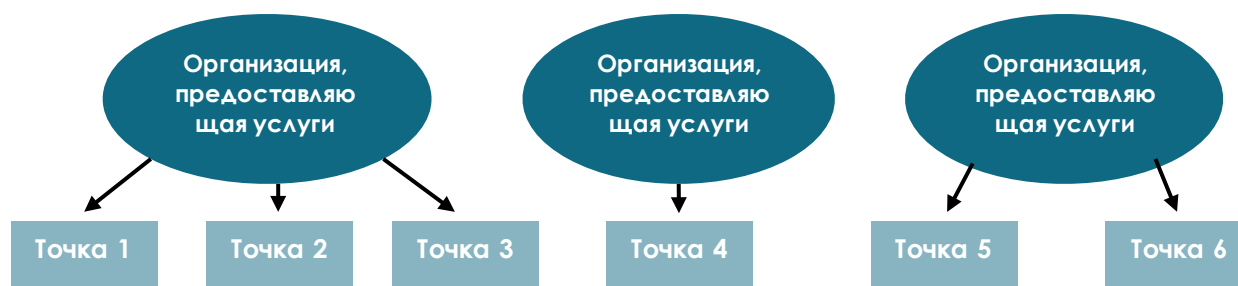 Организация,
предоставляю
щая услуги
Организация,
предоставляю
щая услуги
Организация,
предоставляю
щая услуги
Точка 1
Точка 2
Точка 3
Точка 4
Точка 5
Точка 6